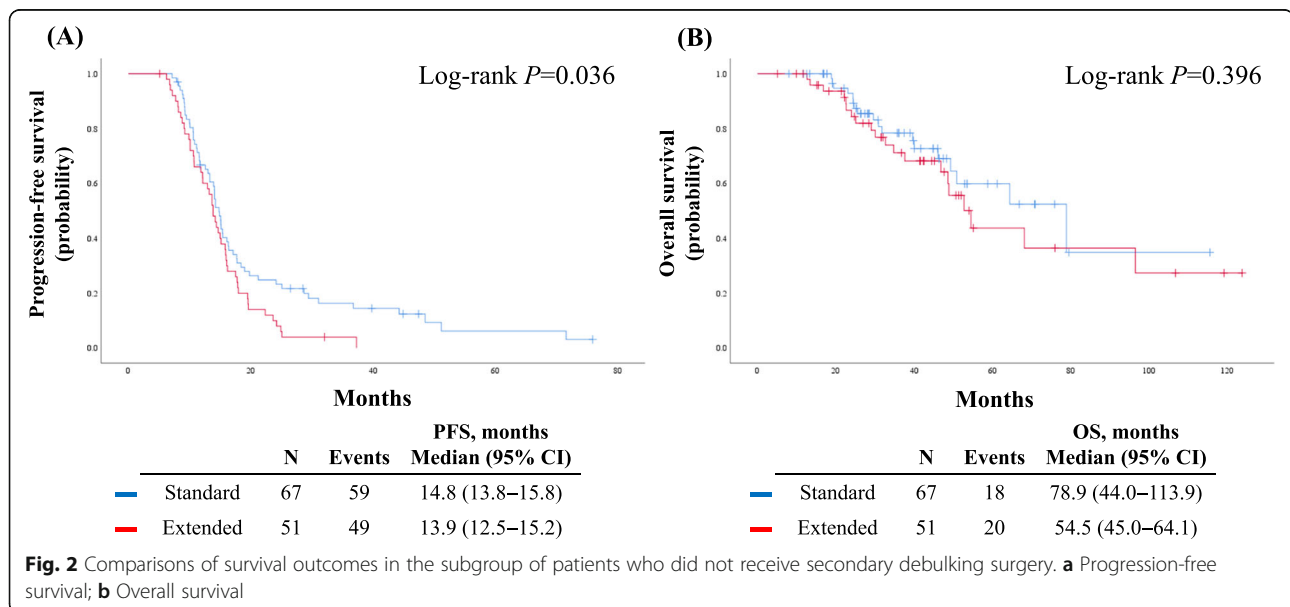 (A)
Log-rank P=0.036
Progression-free survival
(probability)
1.0
0.8
0.6
0.4
0.2
0.0
0 20 40 60 80
Months
PFS, months
N Events Median (95% CI)
Standard 67 59 14.8 (13.8–15.8)
Extended 51 49 13.9 (12.5–15.2)
(B)
Log-rank P=0.396
Overall survival
(probability)
1.0
0.8
0.6
0.4
0.2
0.0
0 20 40 60 80 100 120
Months
OS, months
N Events Median (95% CI)
Standard 67 18 78.9 (44.0–113.9)
Extended 51 20 54.5 (45.0–64.1)
Fig. 2 Comparisons of survival outcomes in the subgroup of patients who did not receive secondary debulking surgery. a Progression-free
survival; b Overall survival